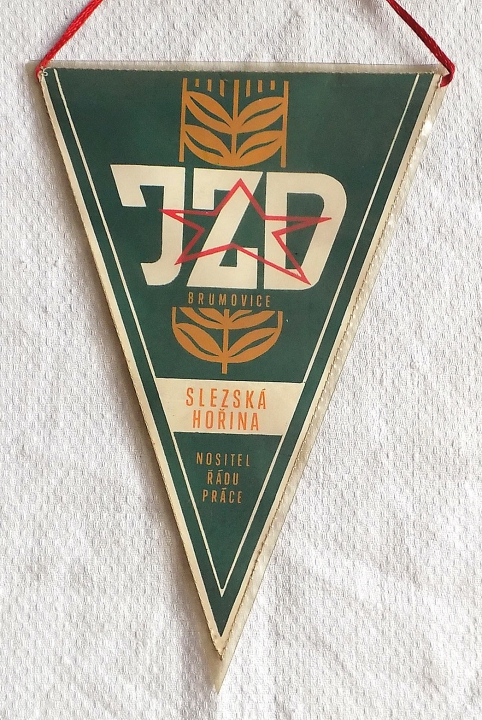 JZD
BRUMOVICE
SLEZSKÁ
HOŘINA
NOSITEL
ŘÁDU
PRÁCE